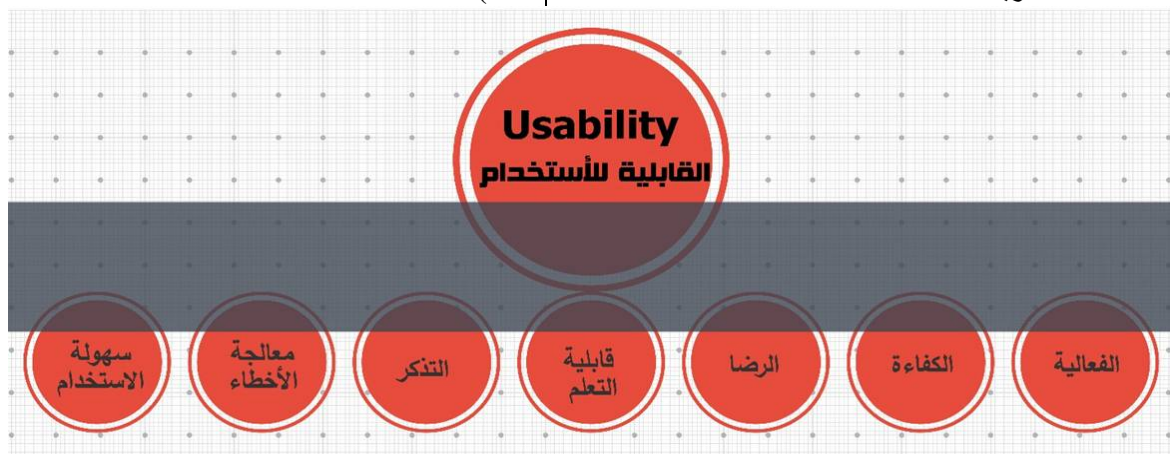 Usability
القابلية للأستخدام
الفعالية
الكفاءة
الرضا
قابلية
التعلم
التذكر
معالجة
الأخطاء
سهولة
الاستخدام